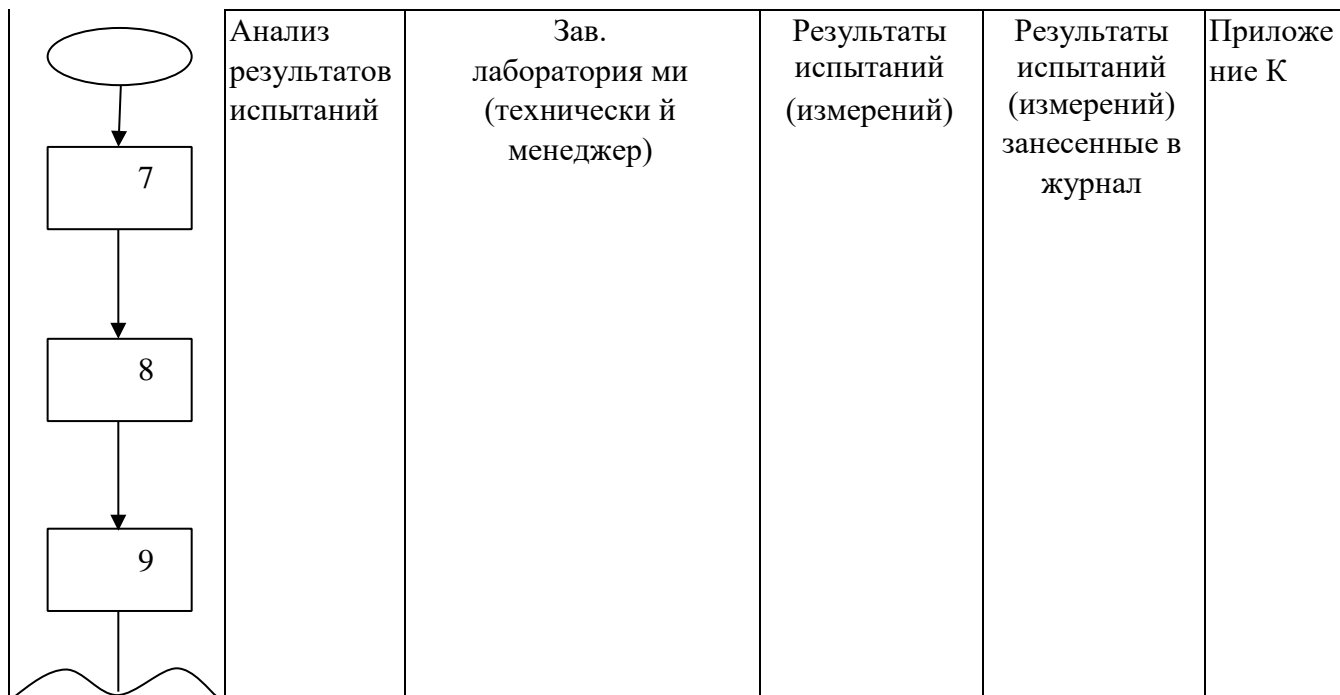 7
8
9
Анализ
результатов
испытаний
Зав.
лаборатория ми
(технически й
менеджер)
Результаты
испытаний
(измерений)
Результаты
испытаний
(измерений)
занесенные в
журнал
Приложе
ние К